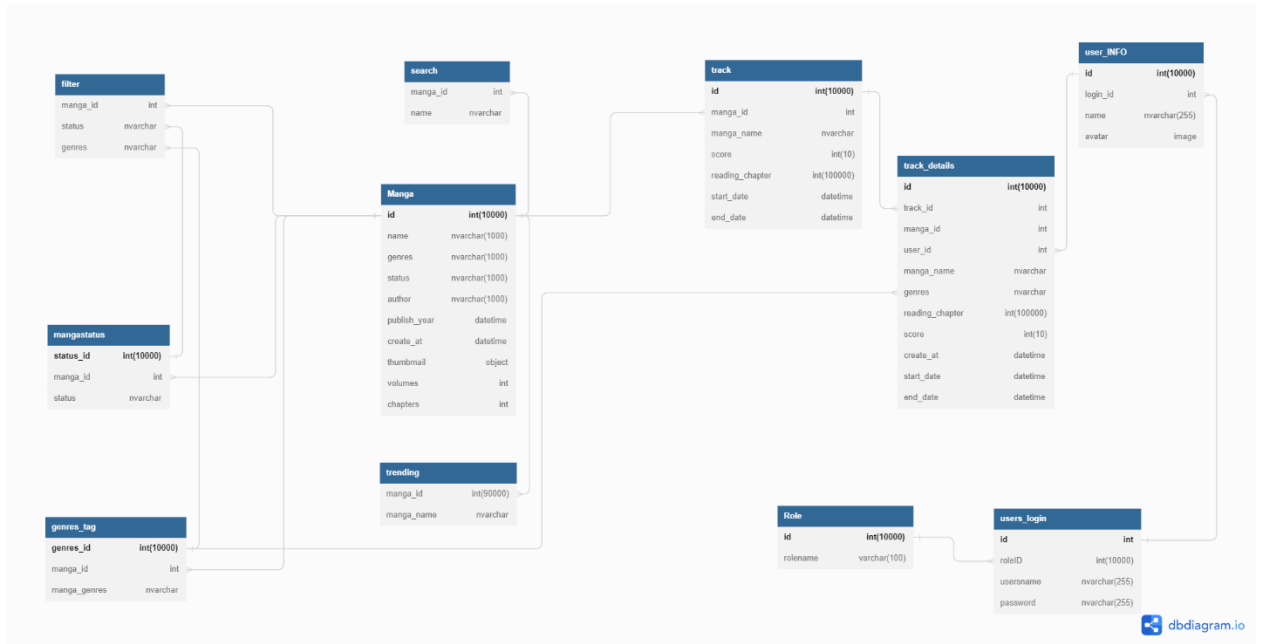 filter
manga_id int
status nvarchar
genres nvarchar
search
manga_id int
name nvarchar
track
id int(10000)
manga_id int
manga_name nvarchar
score int(10)
reading_chapter int(100000)
start_date datetime
end_date datetime
user_INFO
id int(10000)
login_id int
name nvarchar(255)
avatar image
track_details
id int(10000)
track_id int
manga_id int
user_id int
manga_name nvarchar
genres nvarchar
reading_chapter int(100000)
score int(10)
create_at datetime
start_date datetime
end_date datetime
Manga
id int(10000)
name nvarchar(1000)
genres nvarchar(1000)
status nvarchar(1000)
author nvarchar(1000)
publish_year datetime
create_at datetime
thumbmail object
volumes int
chapters int
mangastatus
status_id int(10000)
manga_id int
status nvarchar
trending
manga_id int(90000)
manga_name nvarchar
genres_tag
genres_id int(10000)
manga_id int
manga_genres nvarchar
Role
id int(10000)
rolename varchar(100)
users_login
id int
roleID int(10000)
usersname nvarchar(255)
password nvarchar(255)
dbdiagram.io